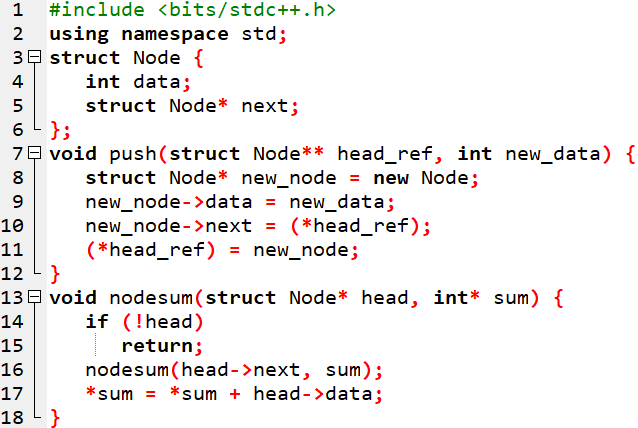 1 #include <bits/stdc++.h>
2 using namespace std;
3 struct Node {
4 int data;
5 struct Node* next;
6 };
7 void push(struct Node** head_ref, int new_data) {
8 struct Node* new_node = new Node;
9 new_node->data = new_data;
10 new_node->next = (*head_ref);
11 (*head_ref) = new_node;
12 }
13 void nodesum(struct Node* head, int* sum) {
14 if (!head)
15 return;
16 nodesum(head->next, sum);
17 *sum = *sum + head->data;
18 }